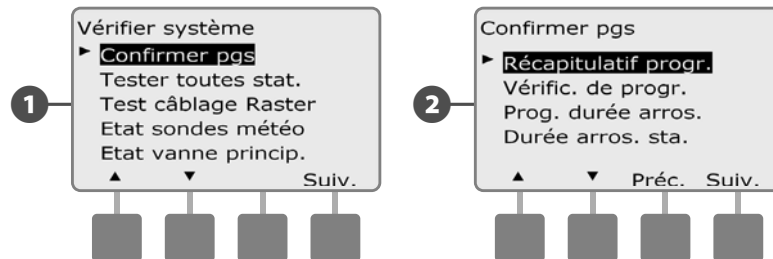 Vérifier système
► Confirmer pgs
Tester toutes stat.
Test câblage Raster
Etat sondes météo
Etat vanne princip.
▲ ▼ Suiv.
1
Confirmer pgs
► Récapitulatif progr.
Vérific. de progr.
Prog. durée arros.
Durée arros. sta.
▲ ▼ Préc. Suiv.
2